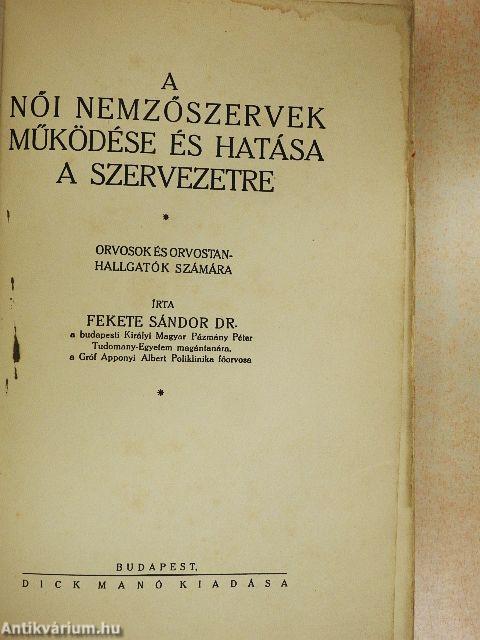 A
NŐI NEMZŐSZERVEK
MŰKÖDÉSE ÉS HATÁSA
A SZERVEZETRE
*
ORVOSOK ÉS ORVOSTAN-
HALLGATÓK SZÁMÁRA
ÍRTA
FEKETE SÁNDOR DR.
a budapesti Királyi Magyar Pázmány Péter
Tudomány-Egyetem magántanára,
a Gróf Apponyi Albert Poliklinika főorvosa
*
BUDAPEST,
DICK MANÓ KIADÁSA
Antikvárium.hu